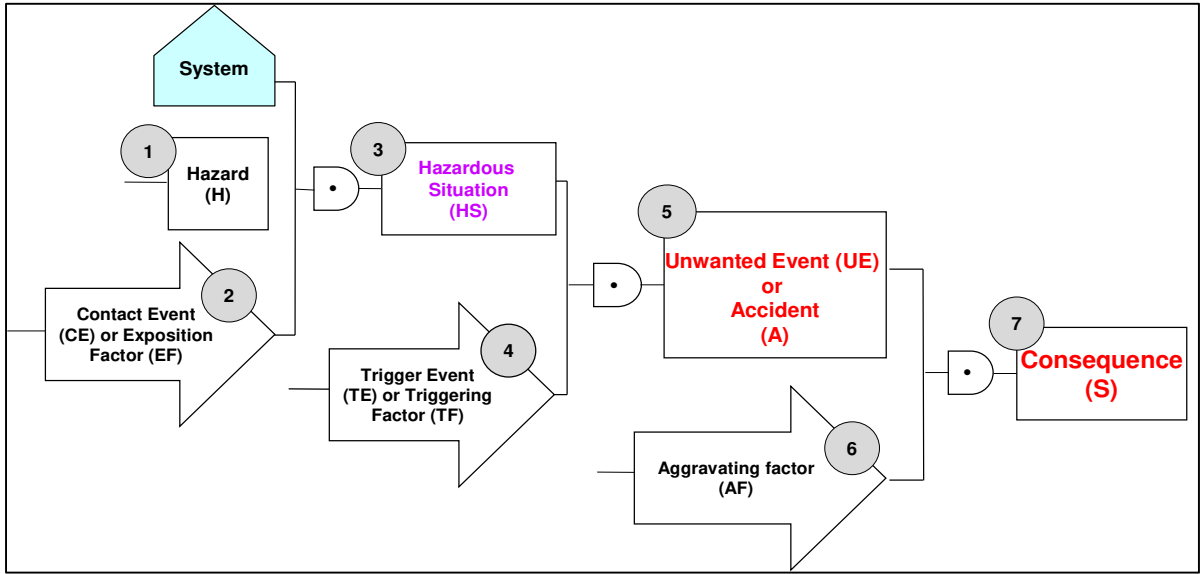 System
1
Hazard
(H)
2
Contact Event
(CE) or Exposition
Factor (EF)
3
Hazardous
Situation
(HS)
4
Trigger Event
(TE) or Triggering
Factor (TF)
5
Unwanted Event (UE)
or
Accident
(A)
6
Aggravating factor
(AF)
7
Consequence
(S)